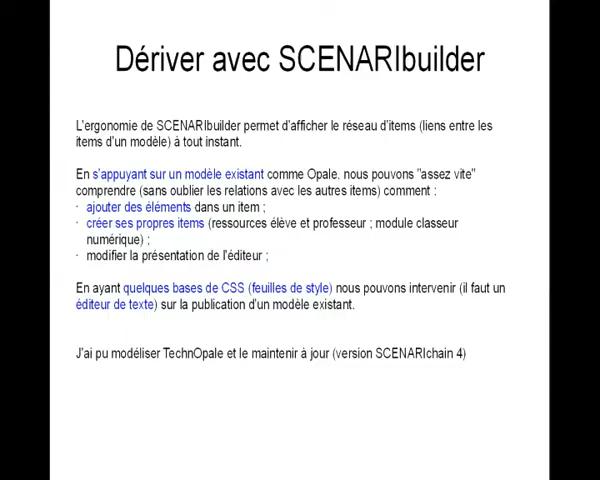 Dériver avec SCENARIbuilder
L'ergonomie de SCENARIbuilder permet d'afficher le réseau d'items (liens entre les
items d'un modèle) à tout instant.
En s'appuyant sur un modèle existant comme Opale, nous pouvons "assez vite"
comprendre (sans oublier les relations avec les autres items) comment :
· ajouter des éléments dans un item ;
· créer ses propres items (ressources élève et professeur ; module classeur
numérique) ;
· modifier la présentation de l'éditeur ;
En ayant quelques bases de CSS (feuilles de style) nous pouvons intervenir (il faut un
éditeur de texte) sur la publication d'un modèle existant.
J'ai pu modéliser TechnOpale et le maintenir à jour (version SCENARIchain 4)